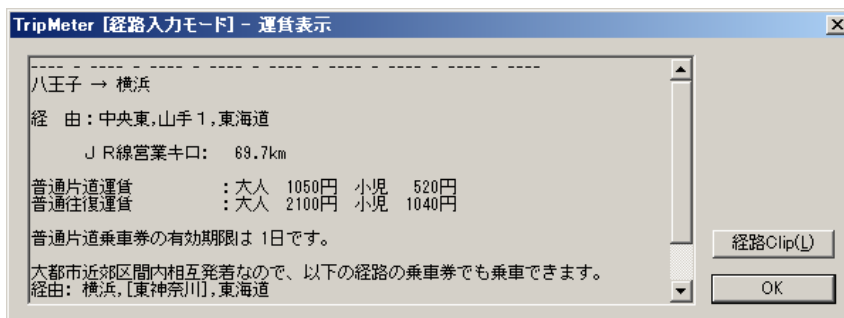 TripMeter [経路入力モード] - 運賃表示
---- - ---- - ---- - ---- - ---- - ---- - ---- - ---- - ----
八王子 → 横浜
経　由：中央東,山手１,東海道
ＪＲ線営業キロ:　69.7km
普通片道運賃　：大人　1050円　小児　520円
普通往復運賃　：大人　2100円　小児　1040円
普通片道乗車券の有効期限は 1日です。
大都市近郊区間内相互発着なので、以下の経路の乗車券でも乗車できます。
経由: 横浜,[東神奈川],東海道
経路Clip(L)
OK